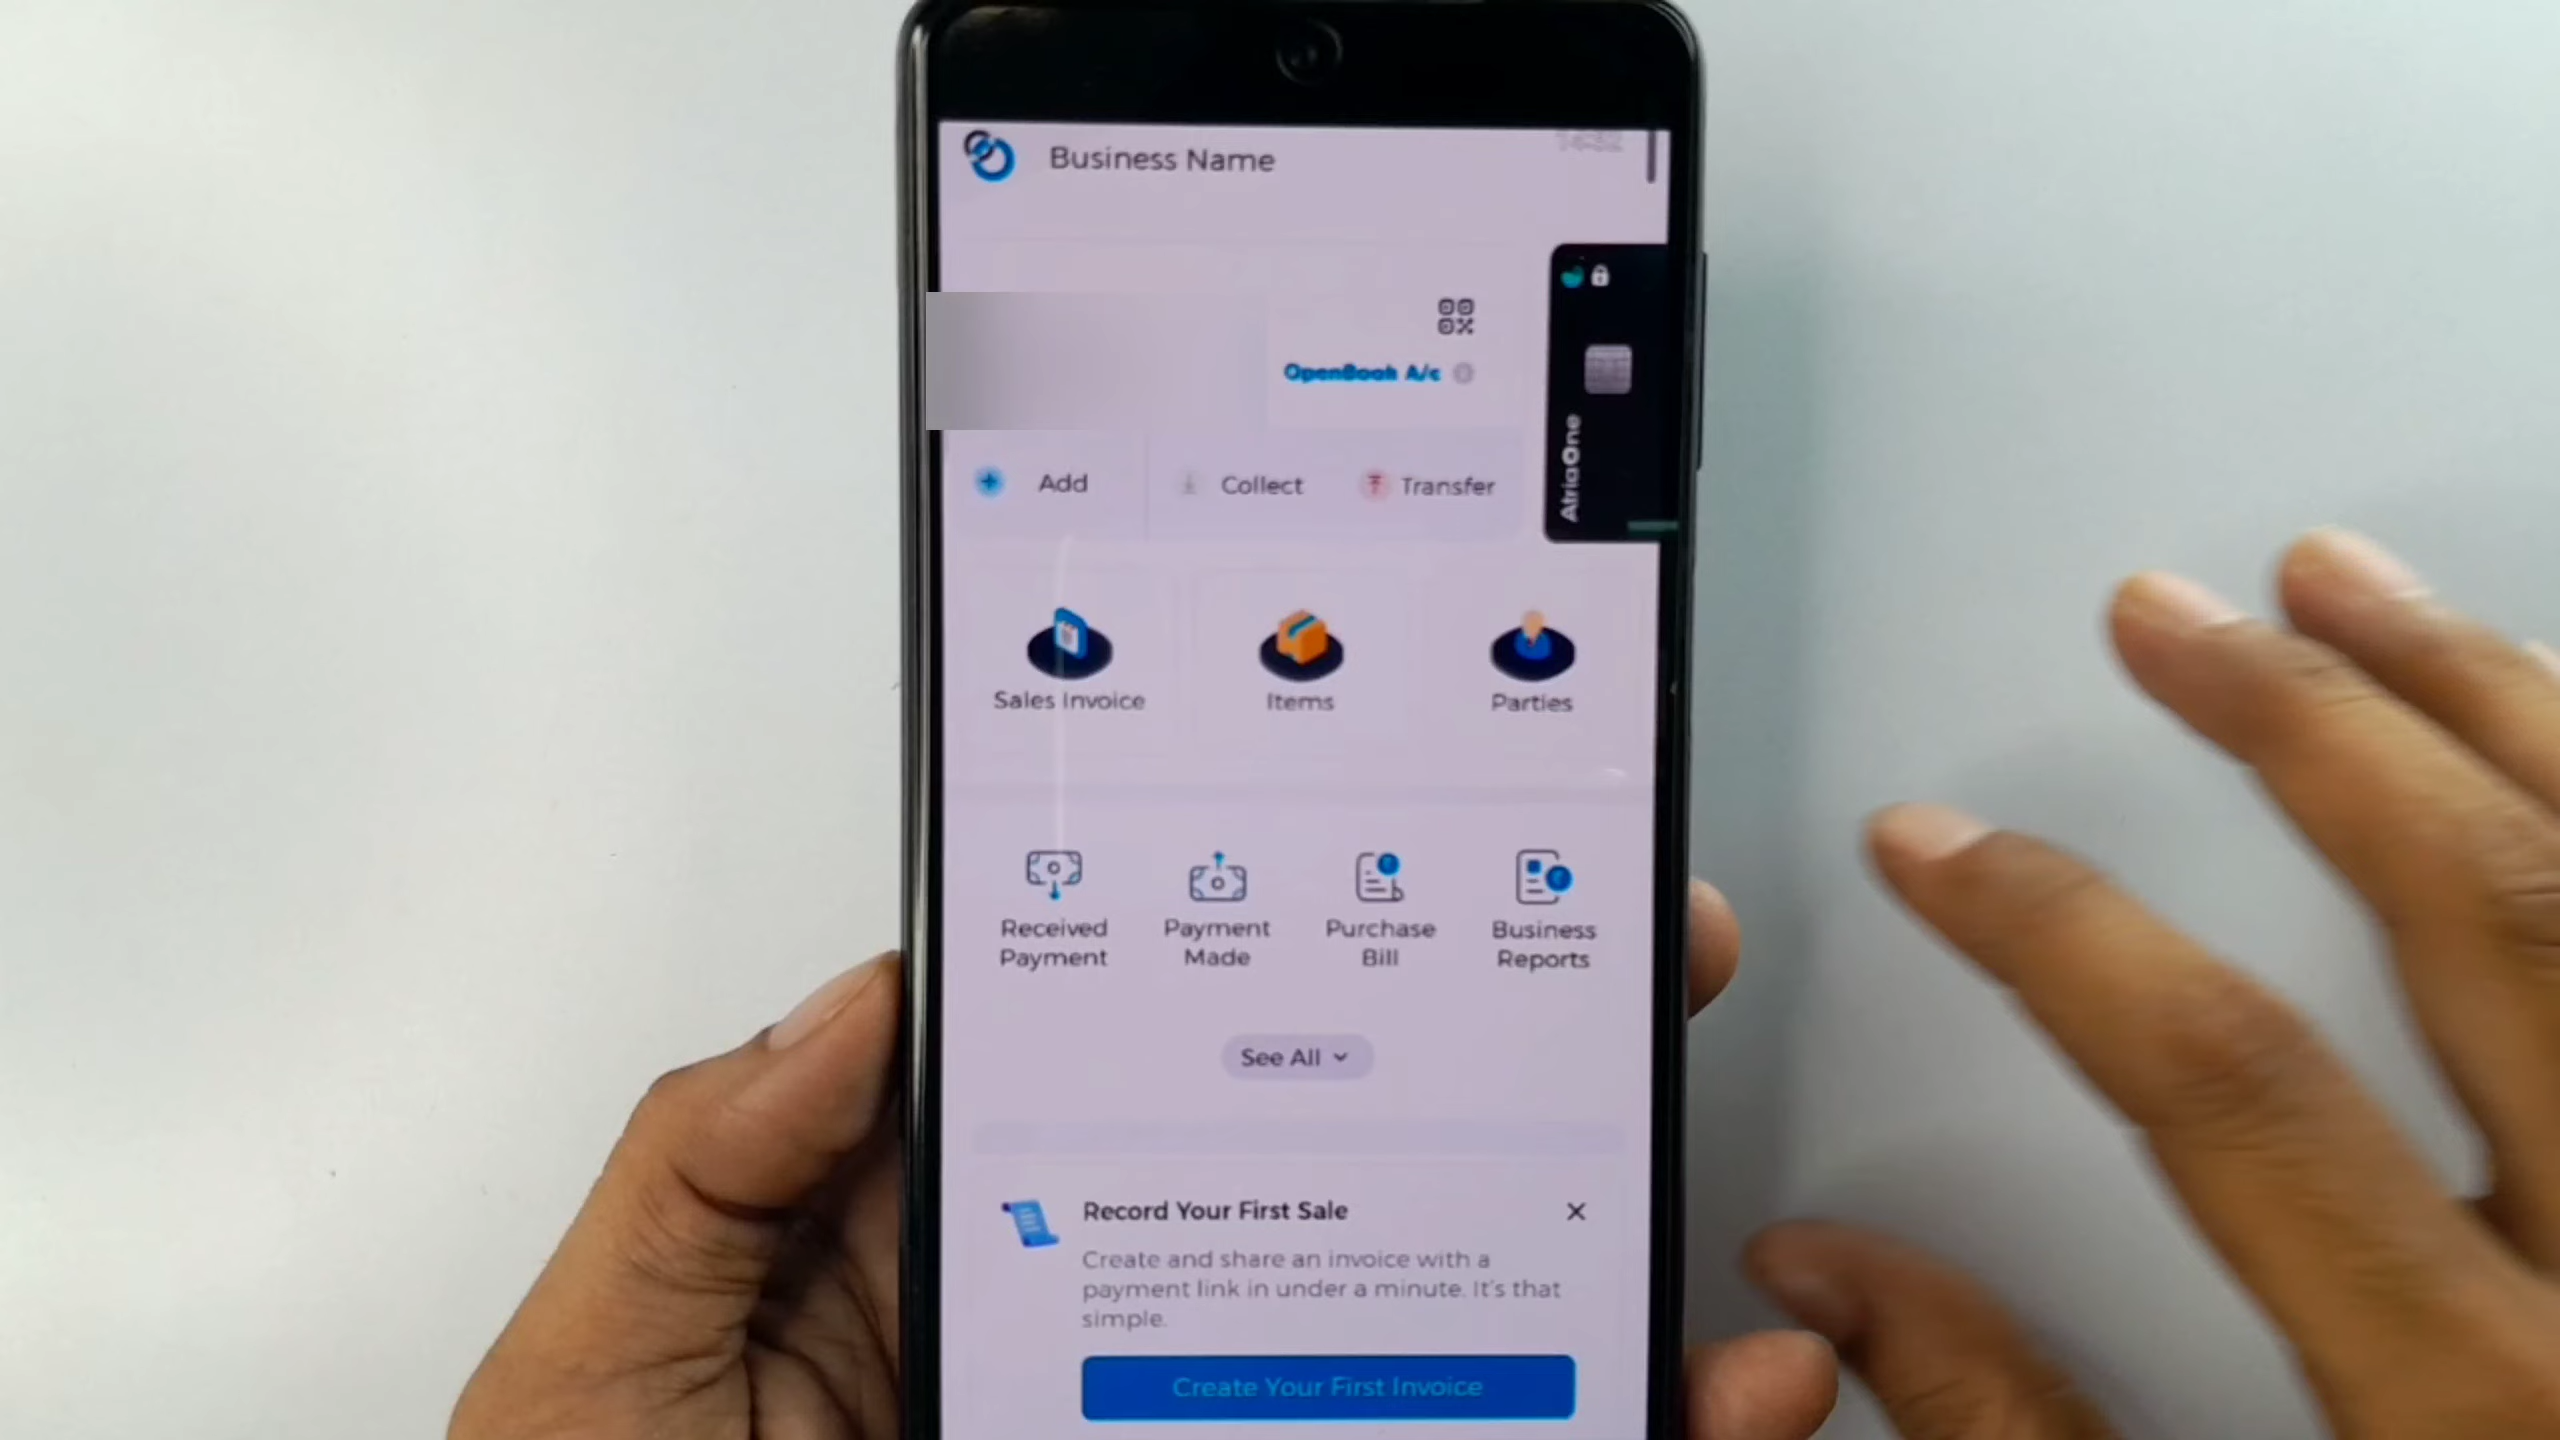 Business Name
OpenBook A/c
Add
Collect
Transfer
AtriaOne
Sales Invoice
Items
Parties
Received
Payment
Payment
Made
Purchase
Bill
Business
Reports
See All
Record Your First Sale
Create and share an invoice with a
payment link in under a minute. It's that
simple.
Create Your First Invoice